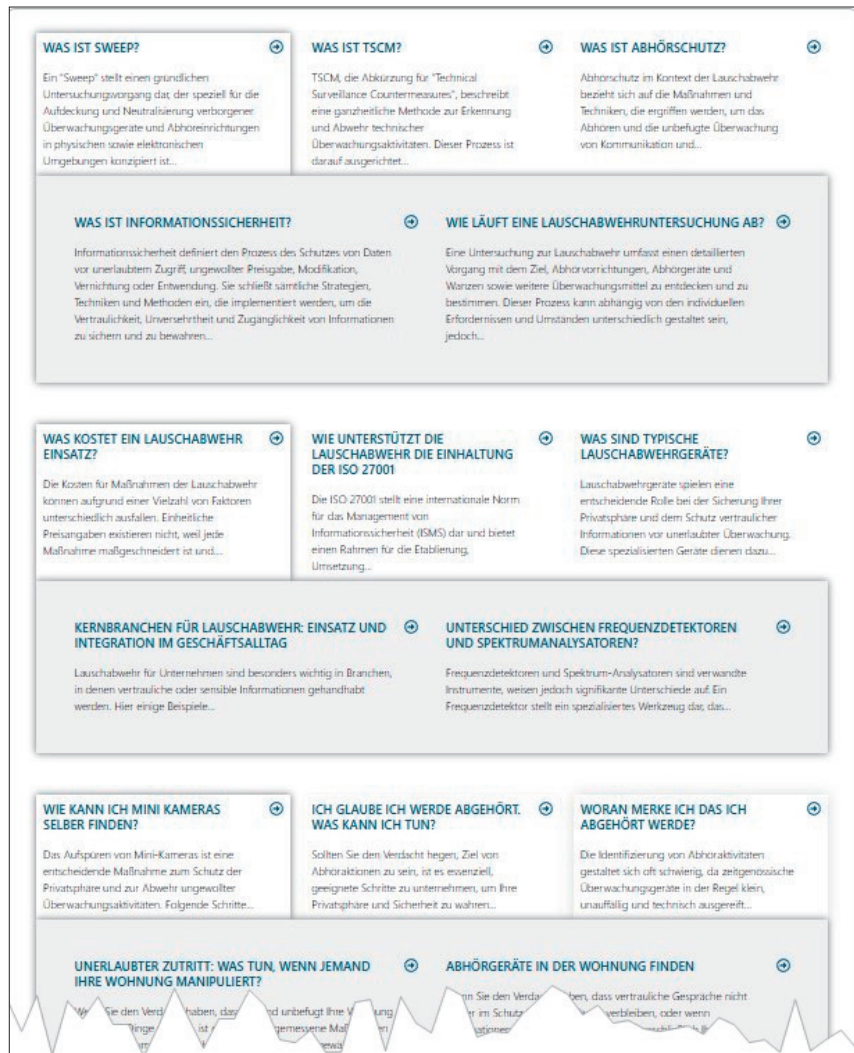 WAS IST SWEEP?
Ein "Sweep" stellt einen gründlichen
Untersuchungsvorgang dar, der speziell für die
Aufdeckung und Neutralisierung verborgener
Überwachungsgeräte und Abhöreinrichtungen
in physischen sowie elektronischen
Umgebungen konzipiert ist...
WAS IST TSCM?
TSCM, die Abkürzung für "Technical
Surveillance Countermeasures", beschreibt
eine ganzheitliche Methode zur Erkennung
und Abwehr technischer
Überwachungsaktivitäten. Dieser Prozess ist
darauf ausgerichtet...
WAS IST ABHÖRSCHUTZ?
Abhörschutz im Kontext der Lauschabwehr
bezieht sich auf die Maßnahmen und
Techniken, die ergriffen werden, um das
Abhören und die unbefugte Überwachung
von Kommunikation und...
WAS IST INFORMATIONSSICHERHEIT?
Informationssicherheit definiert den Prozess des Schutzes von Daten
vor unerlaubtem Zugriff, ungewollter Preisgabe, Modifikation,
Vernichtung oder Entwendung. Sie schließt sämtliche Strategien,
Techniken und Methoden ein, die implementiert werden, um die
Vertraulichkeit, Unversehrtheit und Zugänglichkeit von Informationen
zu sichern und zu bewahren...
WIE LÄUFT EINE LAUSCHABWEHRUNTERSUCHUNG AB?
Eine Untersuchung zur Lauschabwehr umfasst einen detaillierten
Vorgang mit dem Ziel, Abhörvorrichtungen, Abhörgeräte und
Wanzen sowie weitere Überwachungsmittel zu entdecken und zu
bestimmen. Dieser Prozess kann abhängig von den individuellen
Erfordernissen und Umständen unterschiedlich gestaltet sein,
jedoch...
WAS KOSTET EIN LAUSCHABWEHR
EINSATZ?
Die Kosten für Maßnahmen der Lauschabwehr
können aufgrund einer Vielzahl von Faktoren
unterschiedlich ausfallen. Einheitliche
Preisangaben existieren nicht, weil jede
Maßnahme maßgeschneidert ist und...
WIE UNTERSTÜTZT DIE
LAUSCHABWEHR DIE EINHALTUNG
DER ISO 27001
Die ISO 27001 stellt eine internationale Norm
für das Management von
Informationssicherheit (ISMS) dar und bietet
einen Rahmen für die Etablierung,
Umsetzung...
WAS SIND TYPISCHE
LAUSCHABWEHRGERÄTE?
Lauschabwehrgeräte spielen eine
entscheidende Rolle bei der Sicherung Ihrer
Privatsphäre und dem Schutz vertraulicher
Informationen vor unerlaubter Überwachung.
Diese spezialisierten Geräte dienen dazu...
KERNBRANCHEN FÜR LAUSCHABWEHR: EINSATZ UND
INTEGRATION IM GESCHÄFTSALLTAG
Lauschabwehr für Unternehmen sind besonders wichtig in Branchen,
in denen vertrauliche oder sensible Informationen gehandhabt
werden. Hier einige Beispiele...
UNTERSCHIED ZWISCHEN FREQUENZDETEKTOREN
UND SPEKTRUMANALYSATOREN?
Frequenzdetektoren und Spektrum-Analysatoren sind verwandte
Instrumente, weisen jedoch signifikante Unterschiede auf. Ein
Frequenzdetektor stellt ein spezialisiertes Werkzeug dar, das...
WIE KANN ICH MINI KAMERAS
SELBER FINDEN?
Das Aufspüren von Mini-Kameras ist eine
entscheidende Maßnahme zum Schutz der
Privatsphäre und zur Abwehr ungewollter
Überwachungsaktivitäten. Folgende Schritte...
ICH GLAUBE ICH WERDE ABGEHÖRT.
WAS KANN ICH TUN?
Sollten Sie den Verdacht hegen, Ziel von
Abhöraktionen zu sein, ist es essenziell,
geeignete Schritte zu unternehmen, um Ihre
Privatsphäre und Sicherheit zu wahren...
WORAN MERKE ICH DAS ICH
ABGEHÖRT WERDE?
Die Identifizierung von Abhöraktivitäten
gestaltet sich oft schwierig, da zeitgenössische
Überwachungsgeräte in der Regel klein,
unauffällig und technisch ausgereift...
UNERLAUBTER ZUTRITT: WAS TUN, WENN JEMAND
IHRE WOHNUNG MANIPULIERT?
Sie den haben, unbefugt Ihre
Dinge ist
ABHÖRGERÄTE IN DER WOHNUNG FINDEN
Sie den dass vertrauliche Gespräche nicht
im Schutz verbleiben, oder wenn